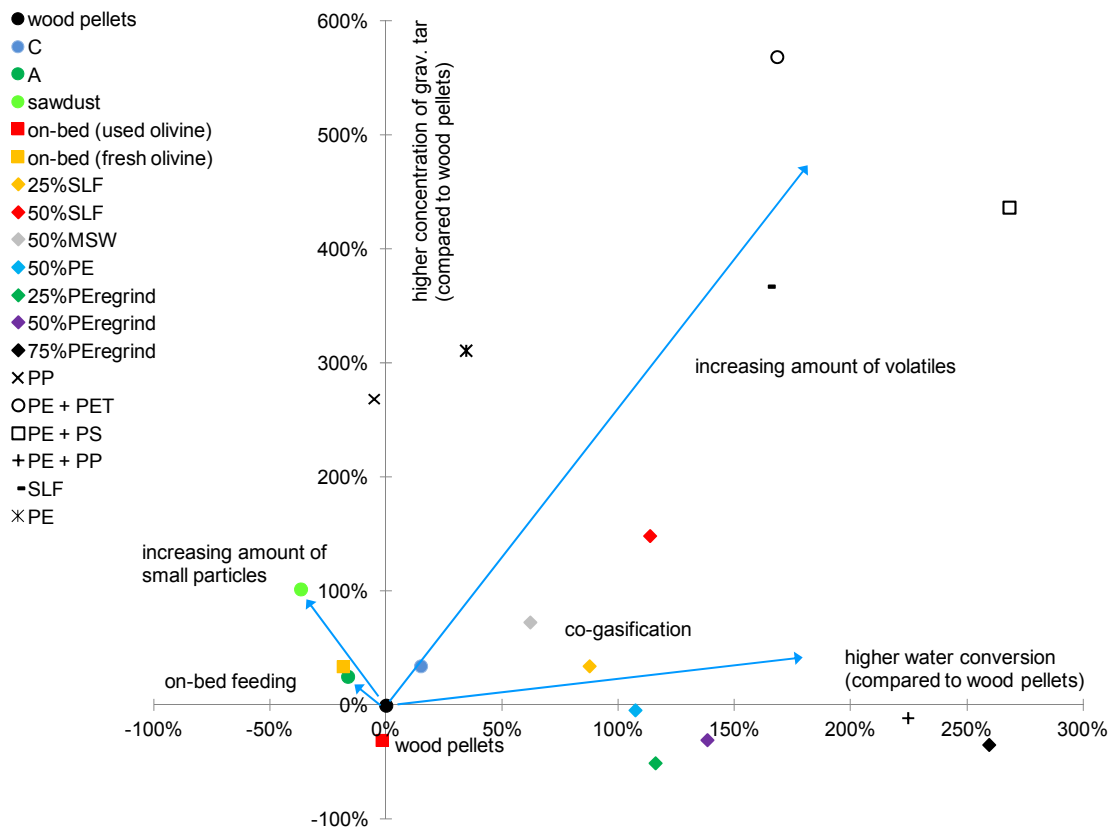 wood pellets
C
A
sawdust
on-bed (used olivine)
on-bed (fresh olivine)
25%SLF
50%SLF
50%MSW
50%PE
25%PEregrind
50%PEregrind
75%PEregrind
PP
PE + PET
PE + PS
PE + PP
SLF
PE
600%
500%
400%
300%
200%
100%
0%
-100%
higher concentration of grav. tar
(compared to wood pellets)
increasing amount of volatiles
increasing amount of
small particles
co-gasification
on-bed feeding
higher water conversion
(compared to wood pellets)
-100%
-50%
0%
50%
100%
150%
200%
250%
300%
wood pellets